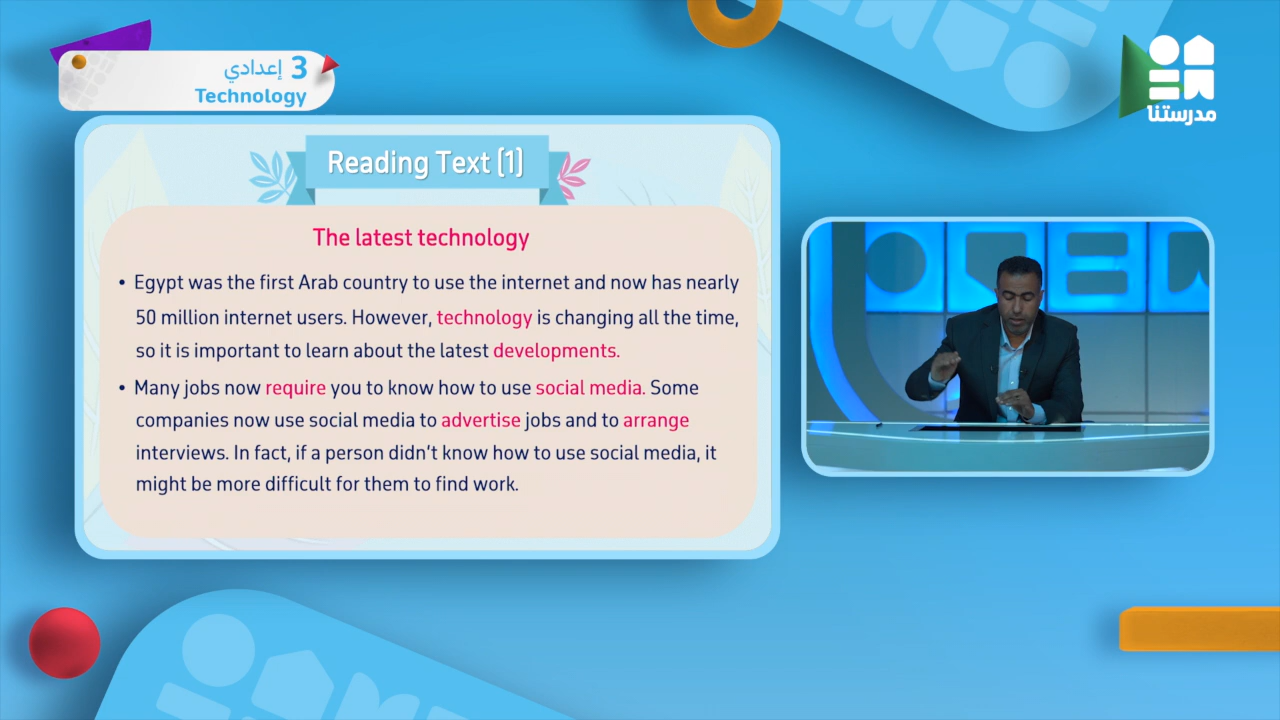 3 إعدادي
Technology
مدرستنا
Reading Text (1)
The latest technology
• Egypt was the first Arab country to use the internet and now has nearly
50 million internet users. However, technology is changing all the time,
so it is important to learn about the latest developments.
• Many jobs now require you to know how to use social media. Some
companies now use social media to advertise jobs and to arrange
interviews. In fact, if a person didn't know how to use social media, it
might be more difficult for them to find work.